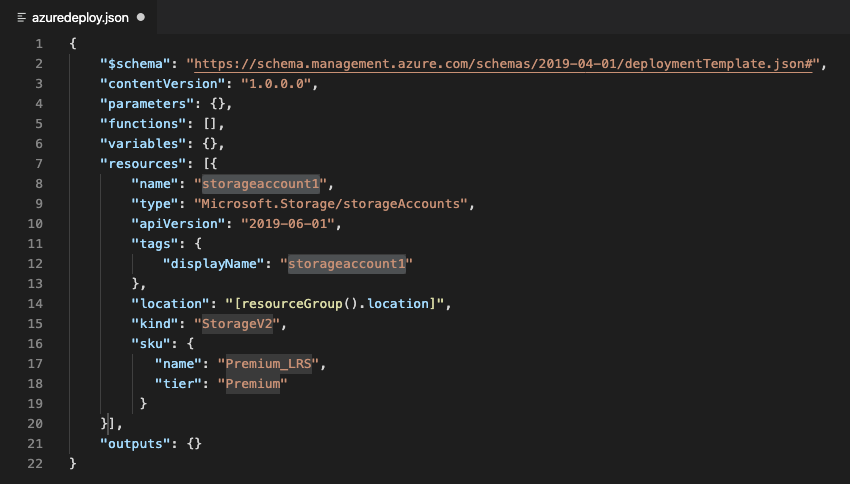 azuredeploy.json
1 {
2 "$schema": "https://schema.management.azure.com/schemas/2019-04-01/deploymentTemplate.json#",
3 "contentVersion": "1.0.0.0",
4 "parameters": {},
5 "functions": [],
6 "variables": {},
7 "resources": [{
8 "name": "storageaccount1",
9 "type": "Microsoft.Storage/storageAccounts",
10 "apiVersion": "2019-06-01",
11 "tags": {
12 "displayName": "storageaccount1"
13 },
14 "location": "[resourceGroup().location]",
15 "kind": "StorageV2",
16 "sku": {
17 "name": "Premium_LRS",
18 "tier": "Premium"
19 }
20 }],
21 "outputs": {}
22 }